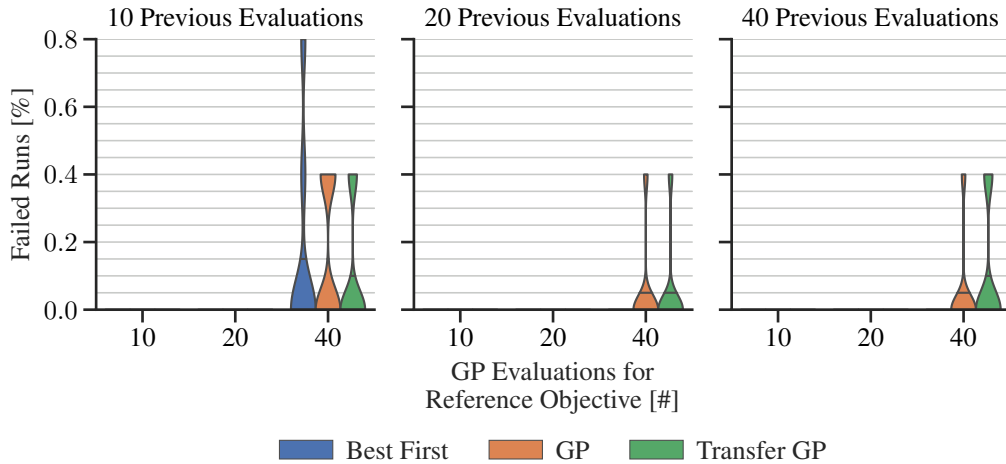 10 Previous Evaluations
20 Previous Evaluations
40 Previous Evaluations
Failed Runs [%]
0.8
0.6
0.4
0.2
0.0
10 20 40
10 20 40
10 20 40
GP Evaluations for
Reference Objective [#]
Best First
GP
Transfer GP